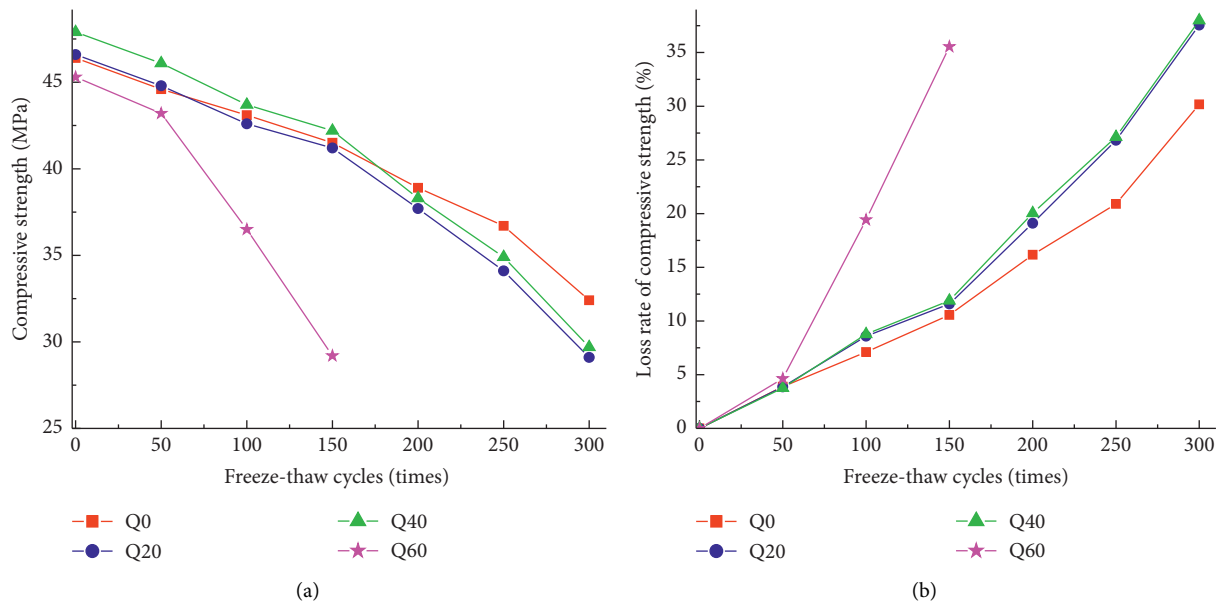 45
40
35
30
25
Compressive strength (MPa)
0 50 100 150 200 250 300
Freeze-thaw cycles (times)
Q0
Q20
Q40
Q60
(a)
35
30
25
20
15
10
5
0
Loss rate of compressive strength (%)
0 50 100 150 200 250 300
Freeze-thaw cycles (times)
Q0
Q20
Q40
Q60
(b)